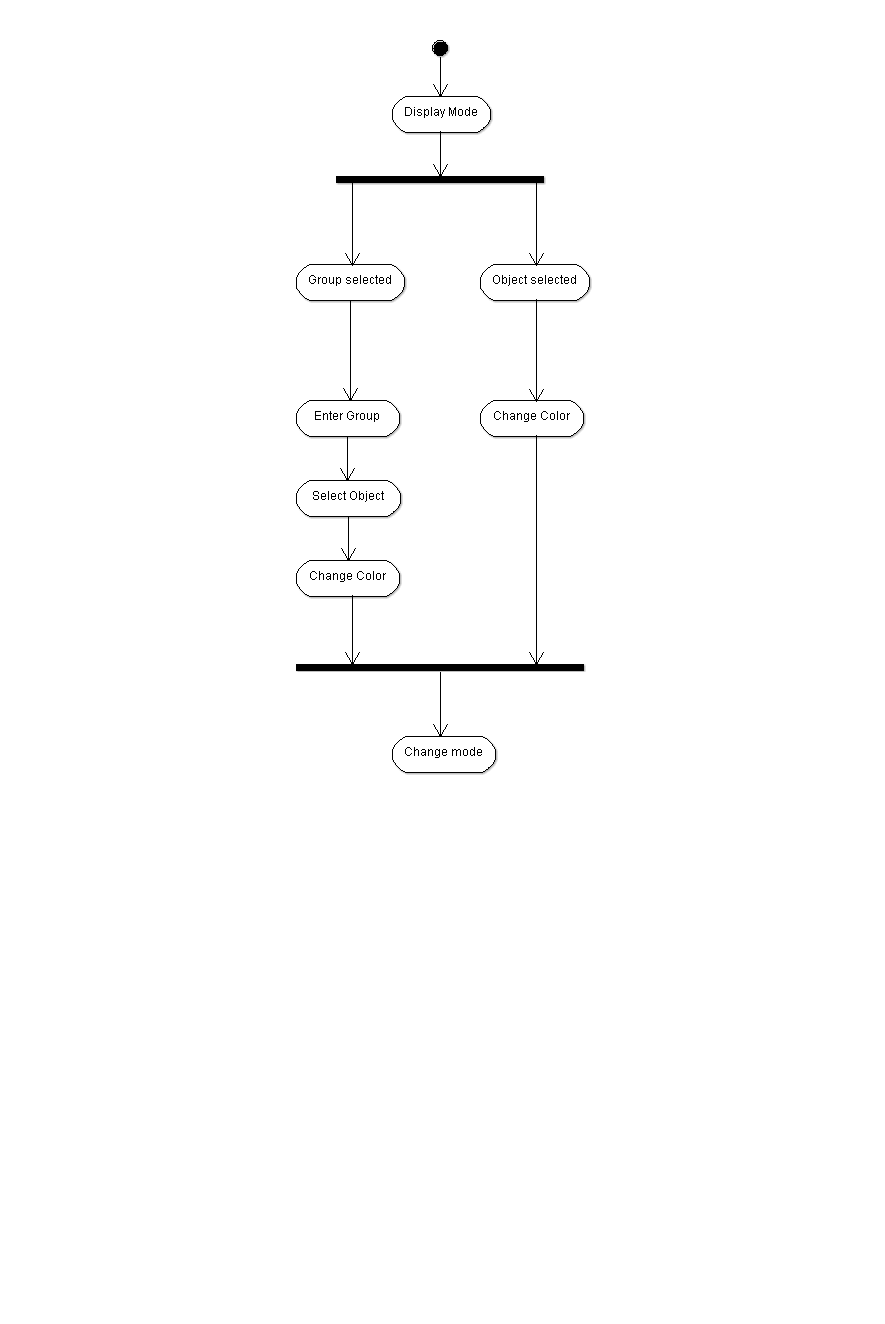 Display Mode
Group selected
Object selected
Enter Group
Change Color
Select Object
Change Color
Change mode